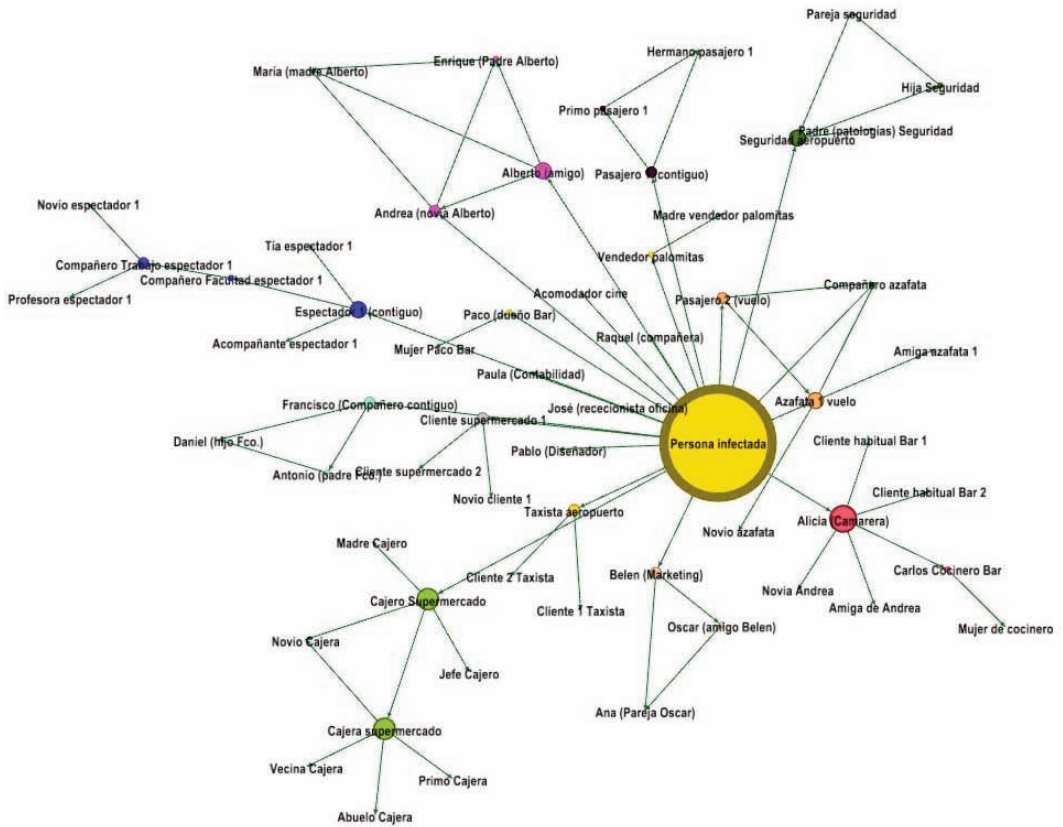 Pareja seguridad
Hermano pasajero 1
Enrique (Padre Alberto)
Maria (madre Alberto)
Hija Seguridad
Primo pasajero 1
Padre (patologías) Seguridad
Seguridad aeropuerto
Alberto (amigo)
Pasajero 1 (contiguo)
Novio espectador 1
Andrea (novia Alberto)
Madre vendedor palomitas
Tía espectador 1
Compañero Trabajo espectador 1
Vendedor palomitas
Compañero Facultad espectador 1
Compañero azafata
Acomodador cine
Profesora espectador 1
Pasajero 2 (vuelo)
Espectador 1 (contiguo)
Paco (dueño Bar)
Raquel (compañera)
Acompañante espectador 1
Mujer Paco Bar
Amiga azafata 1
Paula (Contabilidad)
Azafata 1 vuelo
Francisco (Compañero contiguo)
José (rececionista oficina)
Cliente supermercado 1
Daniel (hijo Fco.)
Persona infectada
Cliente habitual Bar 1
Pablo (Diseñador)
Antonio (padre Fco.)
Cliente supermercado 2
Cliente habitual Bar 2
Novio cliente 1
Taxista aeropuerto
Alicia (Camarera)
Novio azafata
Madre Cajero
Cliente 2 Taxista
Belen (Marketing)
Carlos Cocinero Bar
Novia Andrea
Cajero Supermercado
Cliente 1 Taxista
Amiga de Andrea
Oscar (amigo Belen)
Mujer de cocinero
Novio Cajera
Jefe Cajero
Ana (Pareja Oscar)
Cajera supermercado
Vecina Cajera
Primo Cajera
Abuelo Cajera